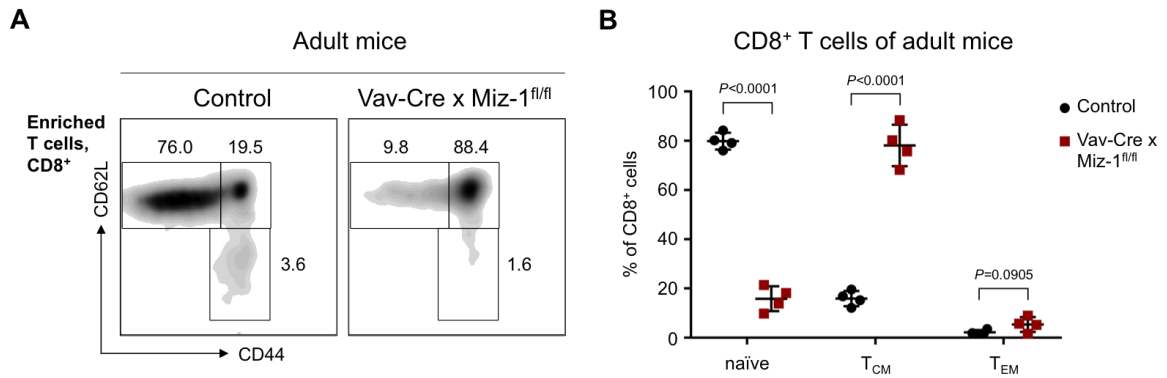 A
Adult mice
Control
Vav-Cre x Miz-1fl/fl
Enriched
T cells,
CD8+
76.0
19.5
9.8
88.4
3.6
1.6
CD62L
CD44
B
CD8+ T cells of adult mice
P<0.0001
P<0.0001
P=0.0905
Control
Vav-Cre x
Miz-1fl/fl
% of CD8+ cells
100
80
60
40
20
0
naïve
TCM
TEM